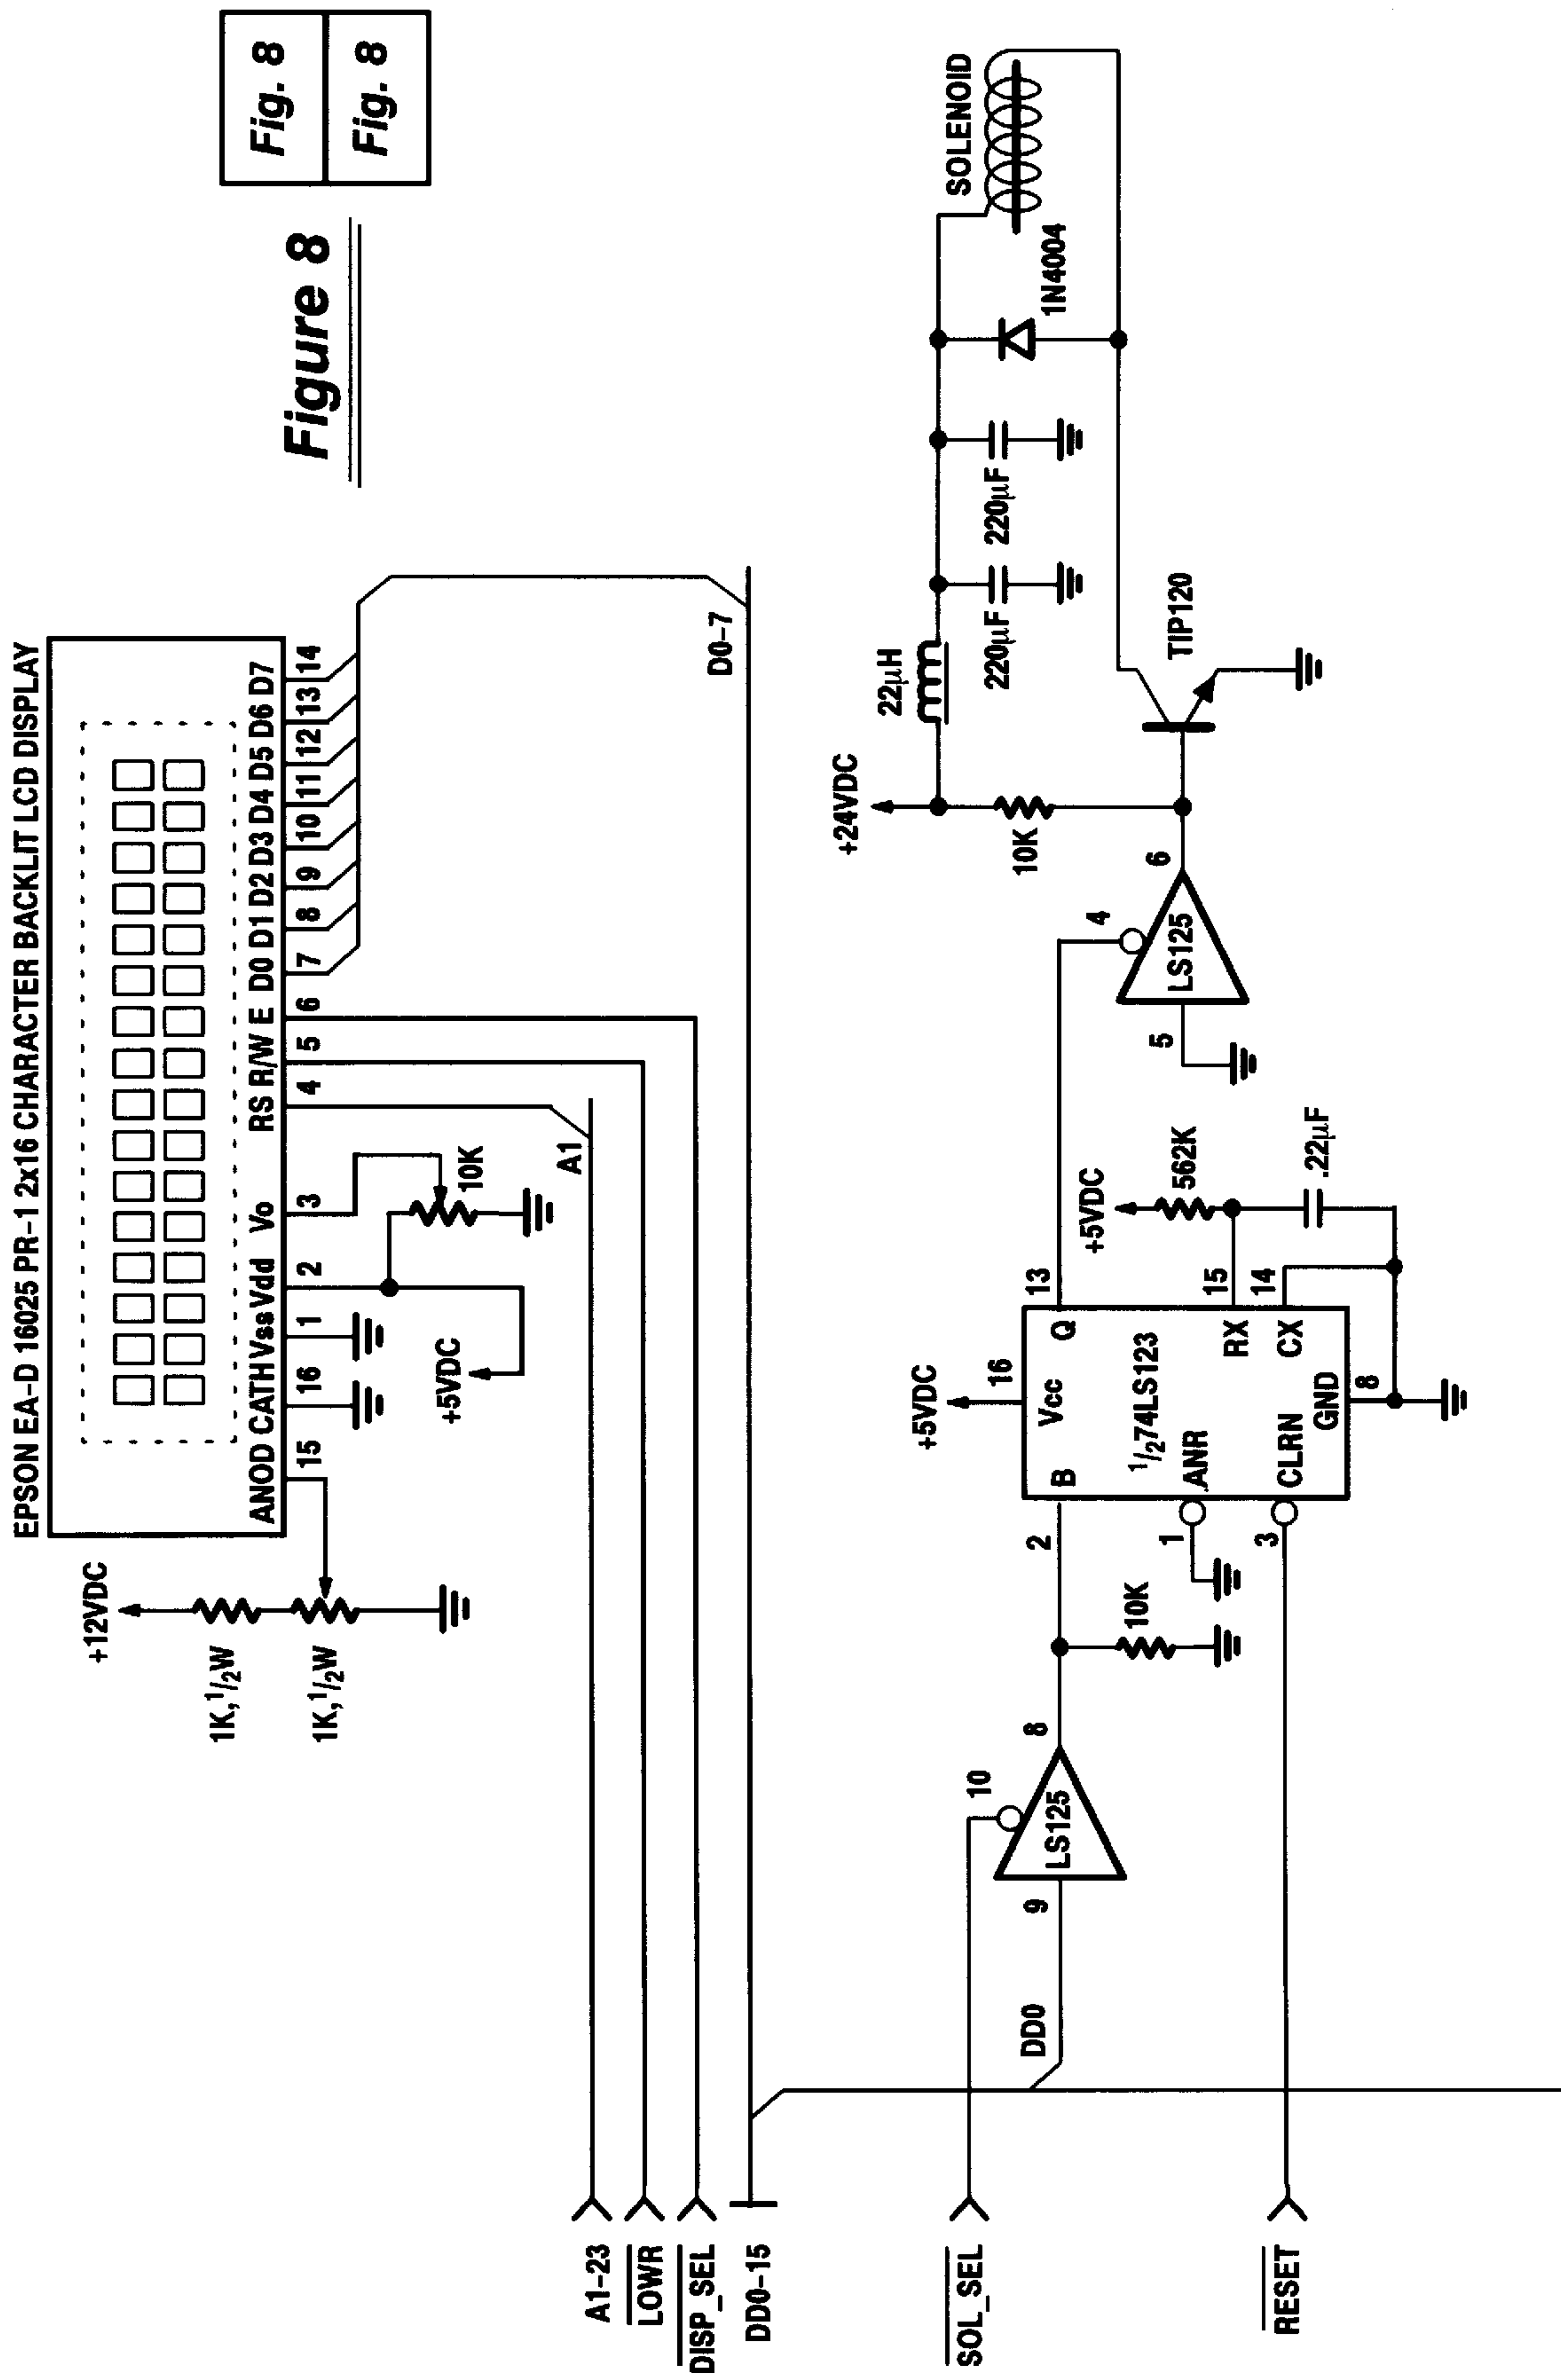 Figure 8
Fig. 8
Fig. 8
EPSON EA-D 16025 PR-1 2x16 CHARACTER BACKLIT LCD DISPLAY
ANOD CATH Vss Vdd Vo RS R/W E D0 D1 D2 D3 D4 D5 D6 D7
15 16 1 2 3 4 5 6 7 8 9 10 11 12 13 14
+12VDC
1K,1/2W
1K,1/2W
+5VDC
10K
A1
D0-7
A1-23
LOWR
DISP_SEL
DD0-15
SOL_SEL
RESET
DD0
9
LS125
10
8
10K
2
1
3
+5VDC
16
B
Vcc
Q
1/274LS123
ANR
RX
CLRN
CX
GND
8
13
15
14
+5VDC
562K
.22µF
5
LS125
4
6
+24VDC
10K
22µH
TIP120
220µF
220µF
1N4004
SOLENOID